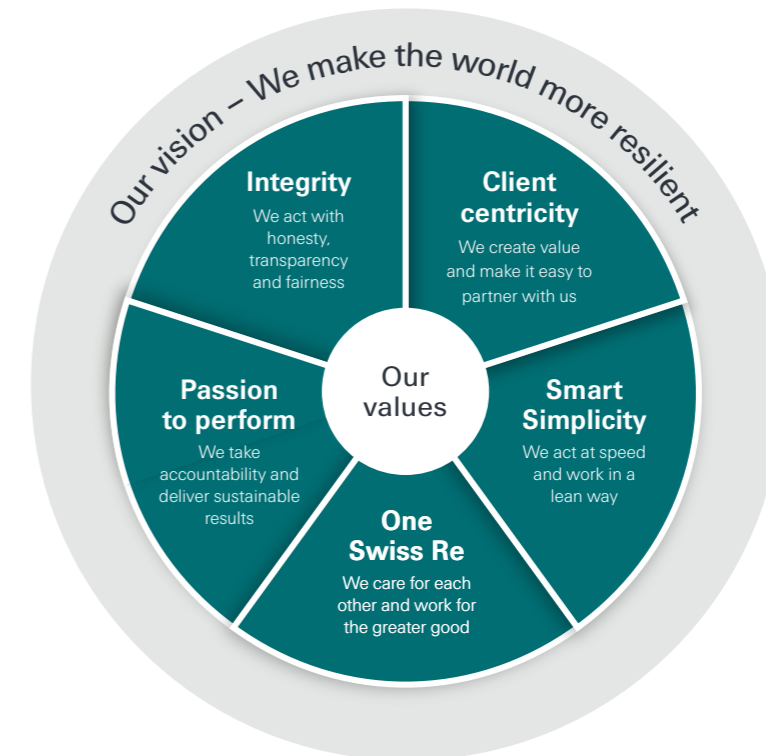 Our vision – We make the world more resilient
Integrity
We act with
honesty,
transparency
and fairness
Client
centricity
We create value
and make it easy to
partner with us
Passion
to perform
We take
accountability and
deliver sustainable
results
Our
values
Smart
Simplicity
We act at speed
and work in a
lean way
One
Swiss Re
We care for each
other and work for
the greater good